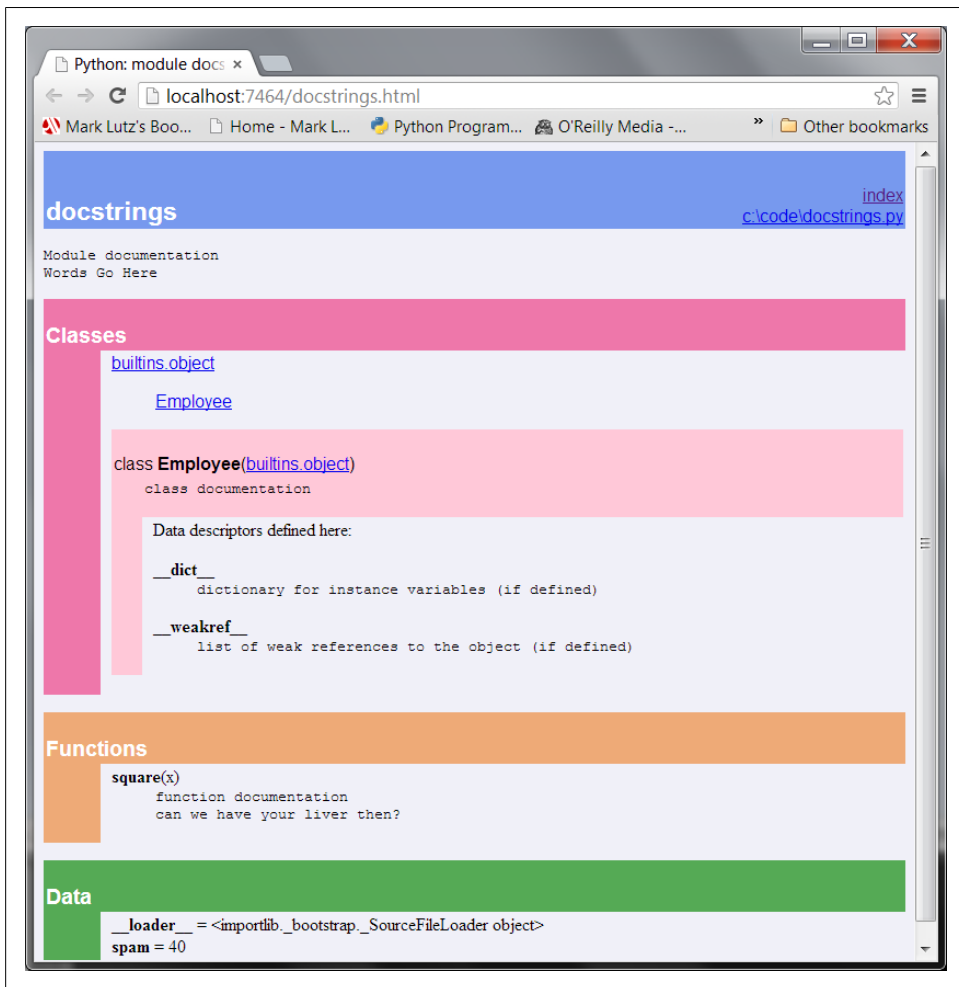 Python: module docs ×
localhost:7464/docstrings.html
Mark Lutz's Boo... Home - Mark L... Python Program... O'Reilly Media -... » Other bookmarks
docstrings
index
c:\code\docstrings.py
Module documentation
Words Go Here
Classes
builtins.object
Employee
class Employee(builtins.object)
class documentation
Data descriptors defined here:
__dict__
dictionary for instance variables (if defined)
__weakref__
list of weak references to the object (if defined)
Functions
square(x)
function documentation
can we have your liver then?
Data
__loader__ = <importlib._bootstrap._SourceFileLoader object>
spam = 40